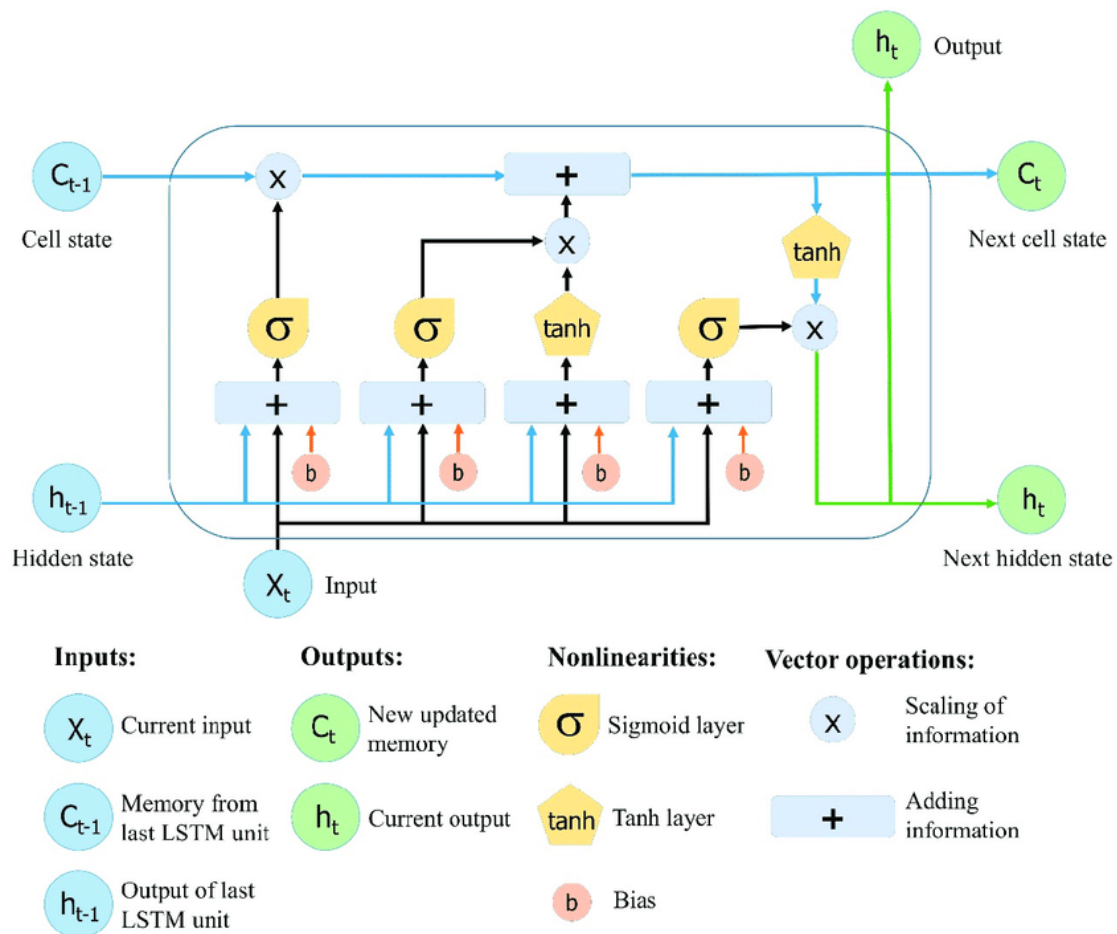 hₜ Output
Cₜ₋₁ x + Cₜ
Cell state Next cell state
x tanh
σ σ tanh σ x
+ + + +
b b b b
hₜ₋₁ hₜ
Hidden state Next hidden state
Xₜ Input
Inputs: Outputs: Nonlinearities: Vector operations:
Xₜ Current input
Cₜ New updated
memory
σ Sigmoid layer
x Scaling of
information
Cₜ₋₁ Memory from
last LSTM unit
hₜ Current output
tanh Tanh layer
+ Adding
information
hₜ₋₁ Output of last
LSTM unit
b Bias